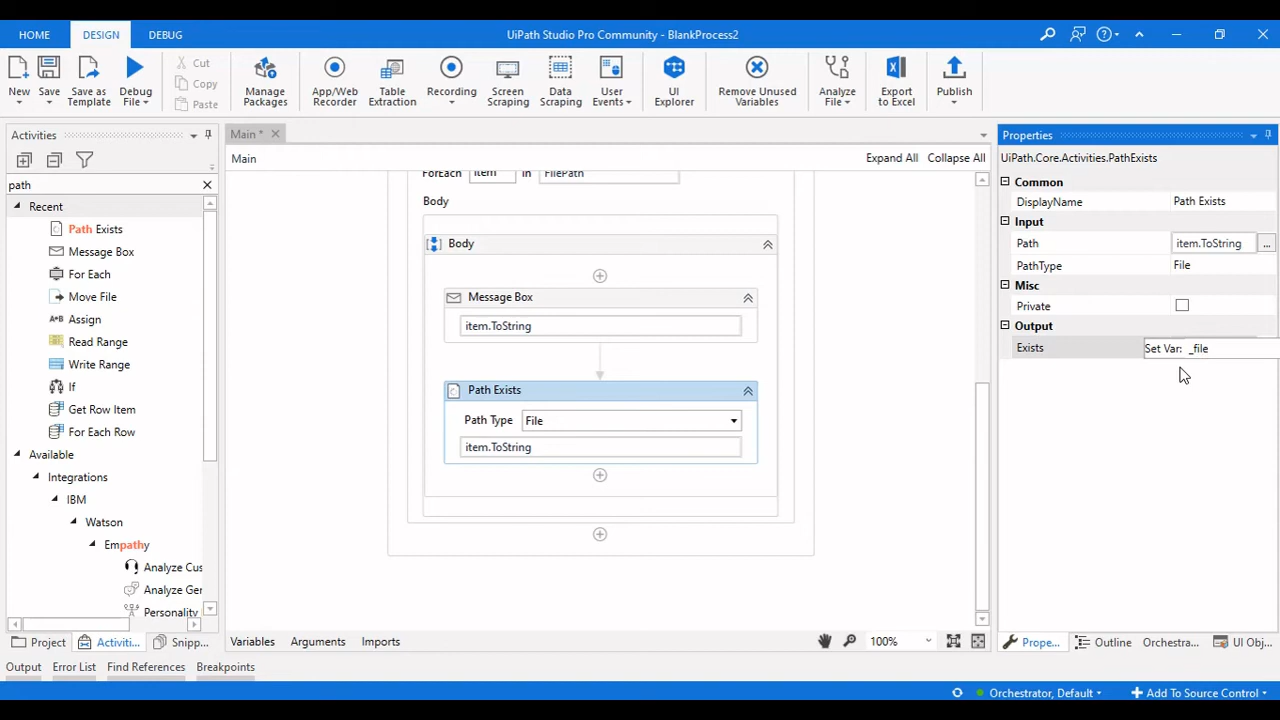 HOME
DESIGN
DEBUG
UiPath Studio Pro Community - BlankProcess2
New
Save
Save as Template
Debug File
Cut
Copy
Paste
Manage Packages
App/Web Recorder
Table Extraction
Recording
Screen Scraping
Data Scraping
User Events
UI Explorer
Remove Unused Variables
Analyze File
Export to Excel
Publish
Activities
path
Recent
Path Exists
Message Box
For Each
Move File
Assign
Read Range
Write Range
If
Get Row Item
For Each Row
Available
Integrations
IBM
Watson
Empathy
Analyze Cus
Analyze Ger
Personality
Project
Activiti...
Snipp...
Main *
Main
Expand All
Collapse All
ForEach item in FilePath
Body
Body
Message Box
item.ToString
Path Exists
Path Type File
item.ToString
Variables
Arguments
Imports
100%
Properties
UiPath.Core.Activities.PathExists
Common
DisplayName Path Exists
Input
Path item.ToString ...
PathType File
Misc
Private
Output
Exists Set Var: _file
Prope...
Outline
Orchestra...
UI Obj...
Output
Error List
Find References
Breakpoints
Orchestrator, Default
Add To Source Control